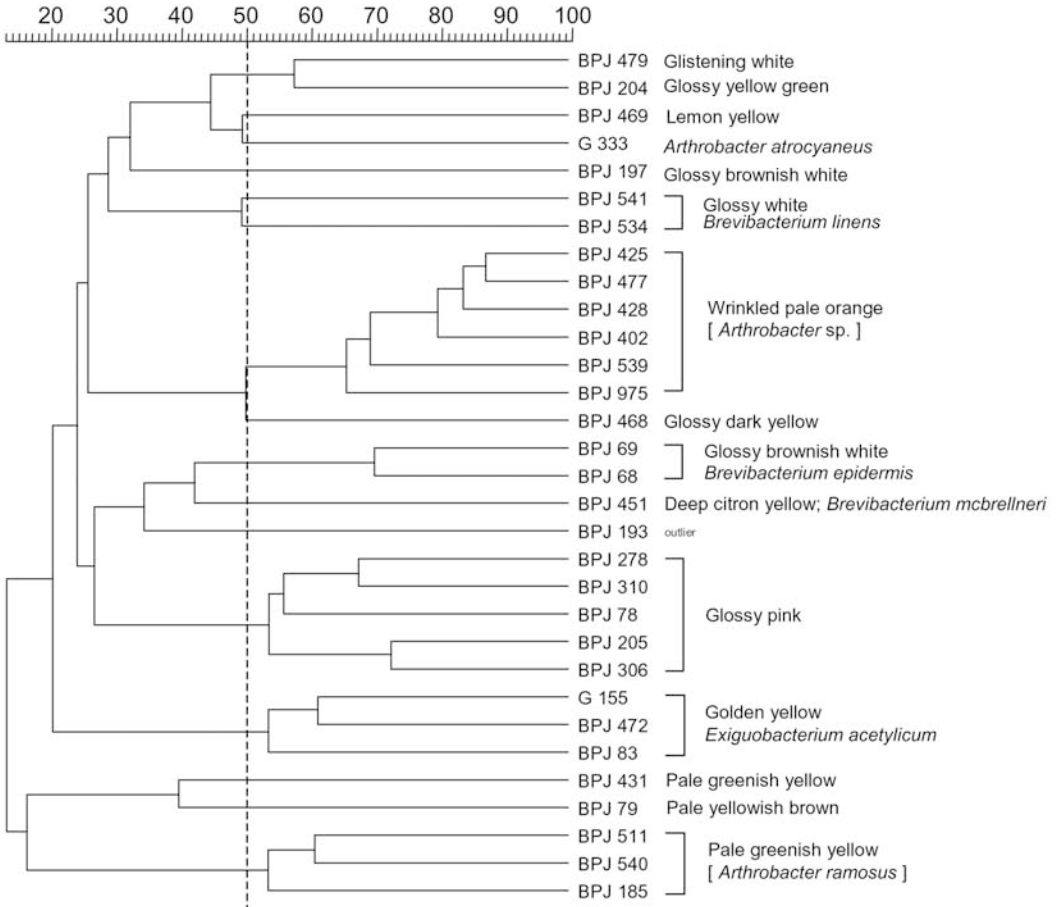 20 30 40 50 60 70 80 90 100
BPJ 479 Glistening white
BPJ 204 Glossy yellow green
BPJ 469 Lemon yellow
G 333 Arthrobacter atrocyaneus
BPJ 197 Glossy brownish white
BPJ 541
Glossy white
Brevibacterium linens
BPJ 534
BPJ 425
BPJ 477
BPJ 428
Wrinkled pale orange
[ Arthrobacter sp. ]
BPJ 402
BPJ 539
BPJ 975
BPJ 468 Glossy dark yellow
BPJ 69
Glossy brownish white
Brevibacterium epidermis
BPJ 68
BPJ 451 Deep citron yellow; Brevibacterium mcbrellneri
BPJ 193 outlier
BPJ 278
BPJ 310
BPJ 78 Glossy pink
BPJ 205
BPJ 306
G 155
Golden yellow
BPJ 472
Exiguobacterium acetylicum
BPJ 83
BPJ 431 Pale greenish yellow
BPJ 79 Pale yellowish brown
BPJ 511
Pale greenish yellow
BPJ 540
[ Arthrobacter ramosus ]
BPJ 185